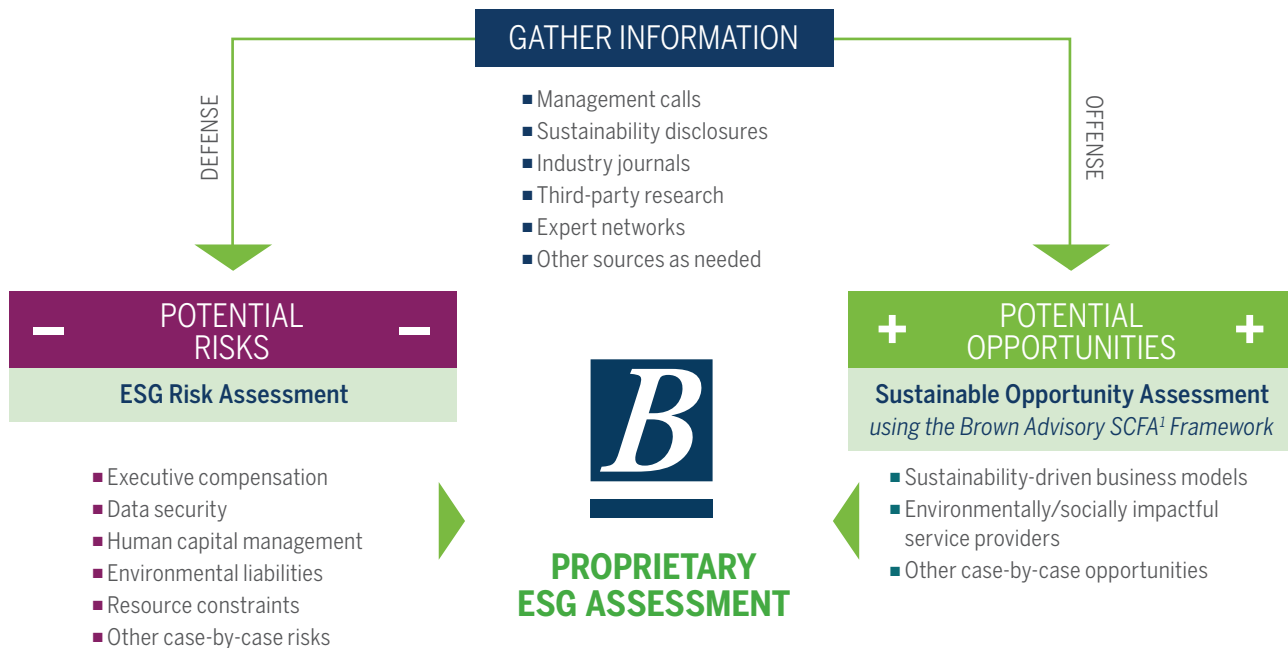 GATHER INFORMATION
DEFENSE
OFFENSE
■ Management calls
■ Sustainability disclosures
■ Industry journals
■ Third-party research
■ Expert networks
■ Other sources as needed
− POTENTIAL −
RISKS
ESG Risk Assessment
■ Executive compensation
■ Data security
■ Human capital management
■ Environmental liabilities
■ Resource constraints
■ Other case-by-case risks
B
PROPRIETARY
ESG ASSESSMENT
+ POTENTIAL +
OPPORTUNITIES
Sustainable Opportunity Assessment
using the Brown Advisory SCFA¹ Framework
■ Sustainability-driven business models
■ Environmentally/socially impactful
service providers
■ Other case-by-case opportunities